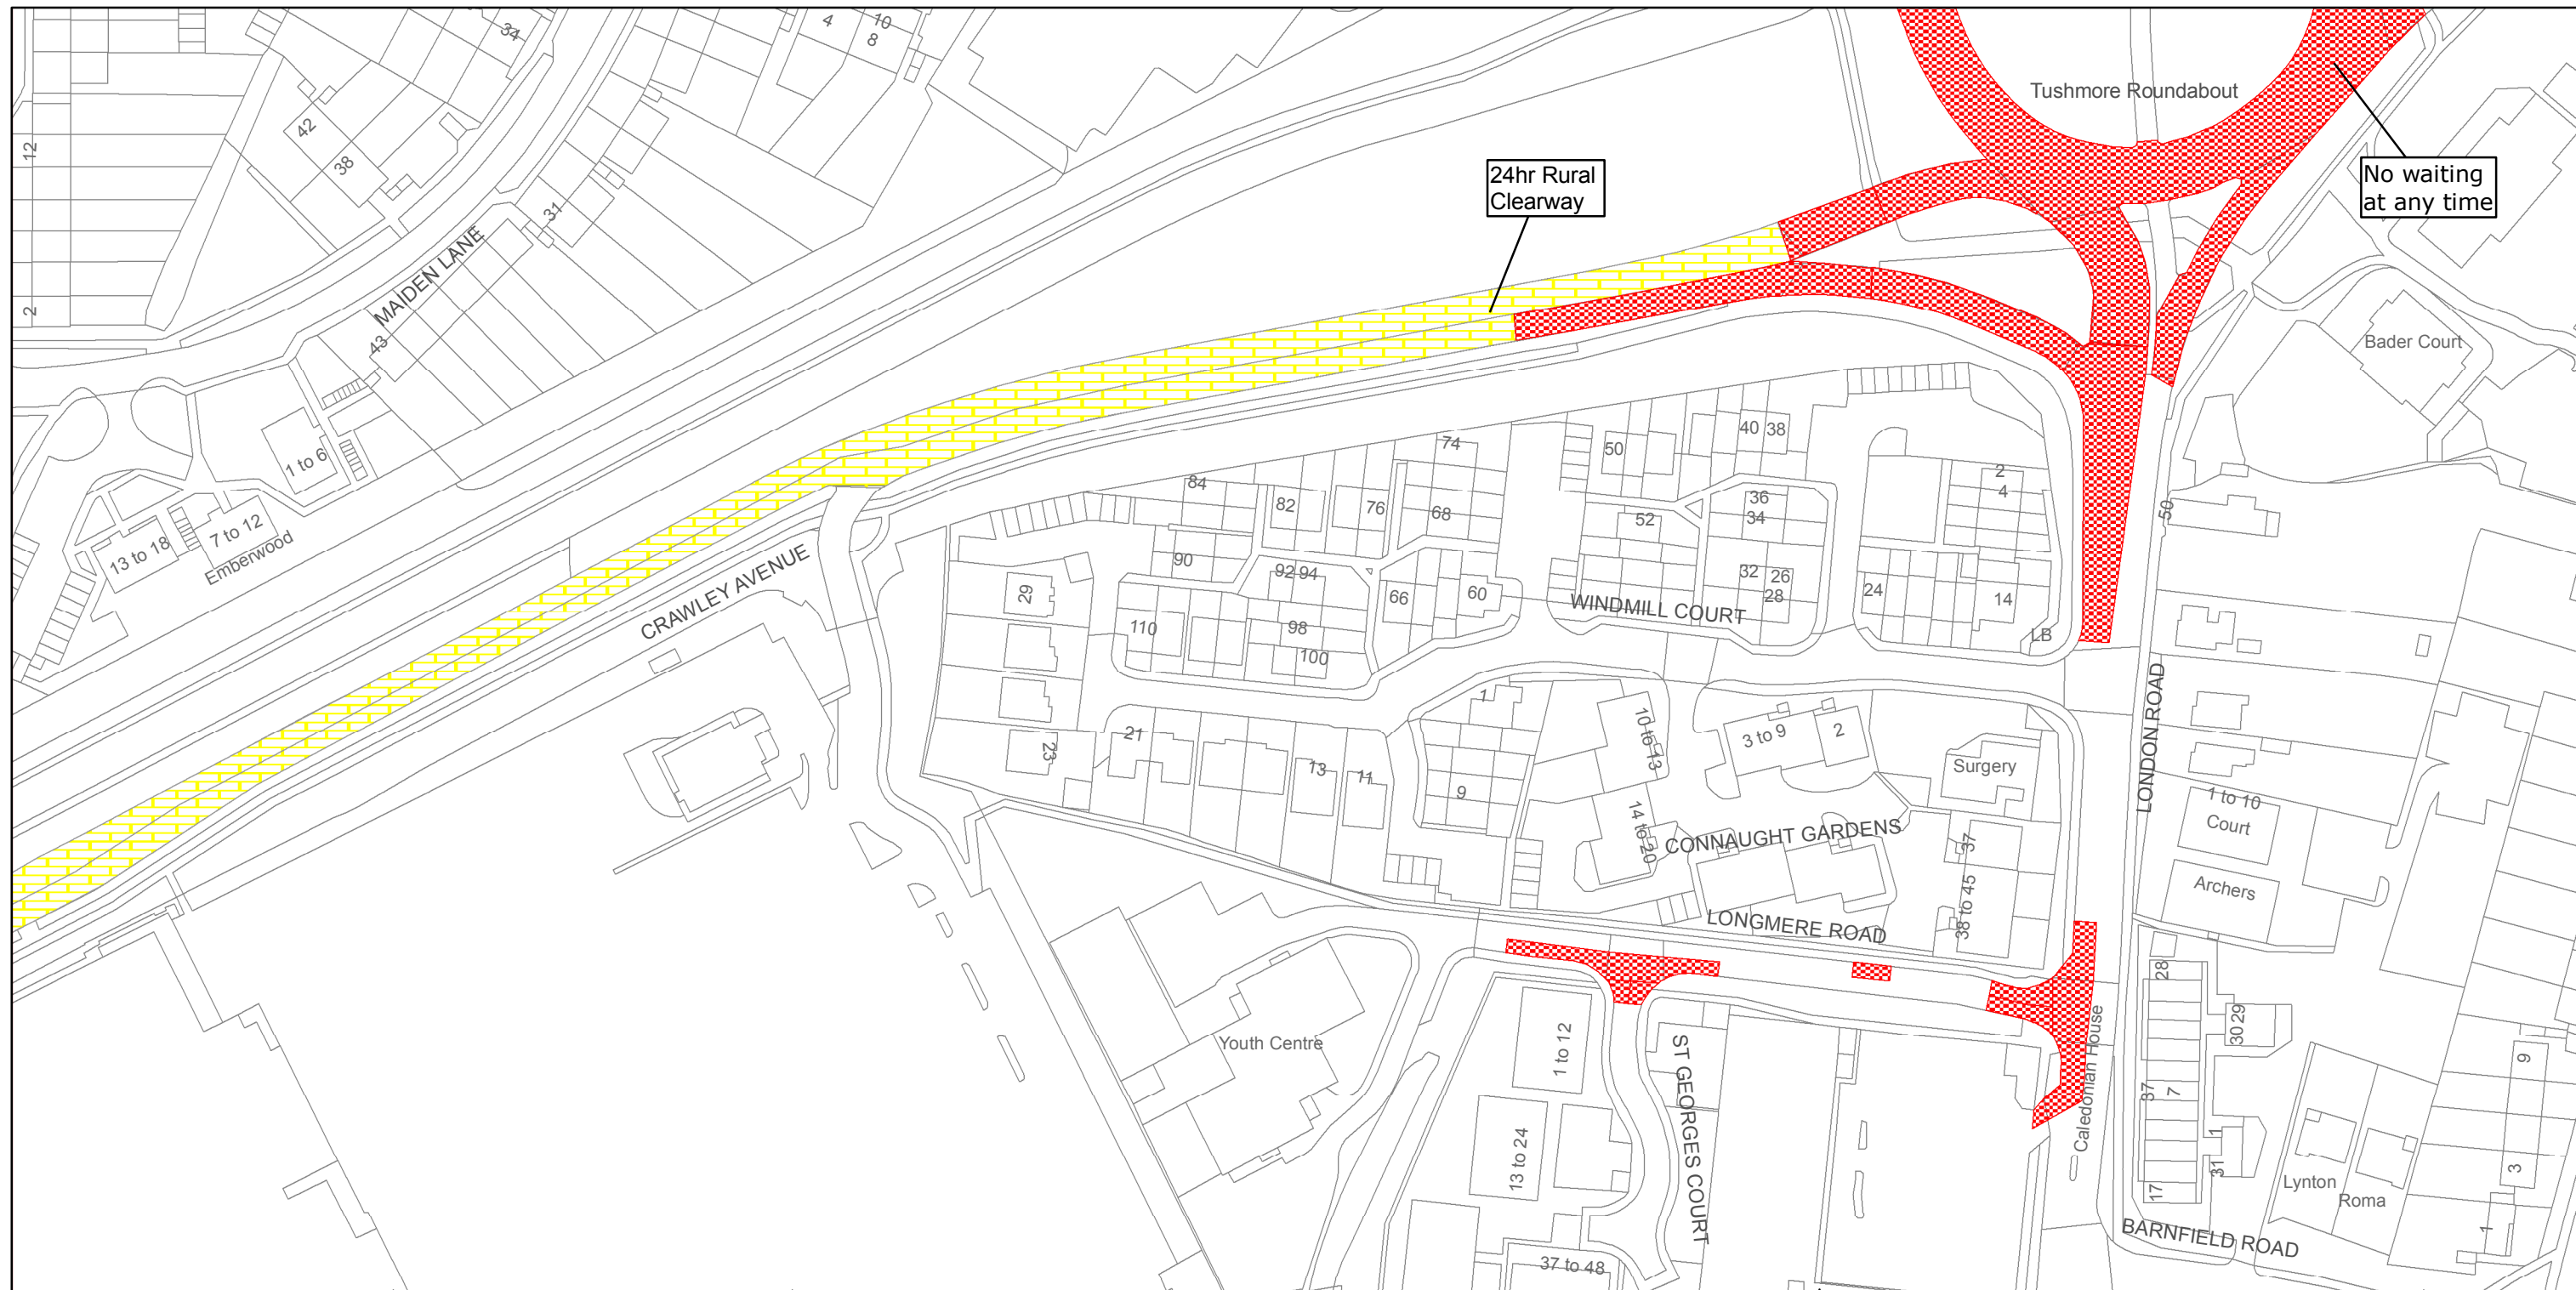 34
4
10
8
Tushmore Roundabout
42
38
12
31
24hr Rural
Clearway
No waiting
at any time
MAIDEN LANE
2
43
Bader Court
1 to 6
7 to 12
13 to 18
Emberwood
CRAWLEY AVENUE
74
50
40
38
84
82
76
68
36
34
52
2
4
50
90
92
94
29
66
60
32
26
28
24
14
110
98
100
WINDMILL COURT
LB
LONDON ROAD
1
10 to 13
3 to 9
2
21
23
13
11
9
Surgery
14 to 20
CONNAUGHT GARDENS
37
38 to 45
1 to 10
Court
Archers
LONGMERE ROAD
28
Youth Centre
1 to 12
ST GEORGES COURT
Caledonian House
30
29
37
7
9
13 to 24
1
31
17
3
Lynton
Roma
1
BARNFIELD ROAD
37 to 48